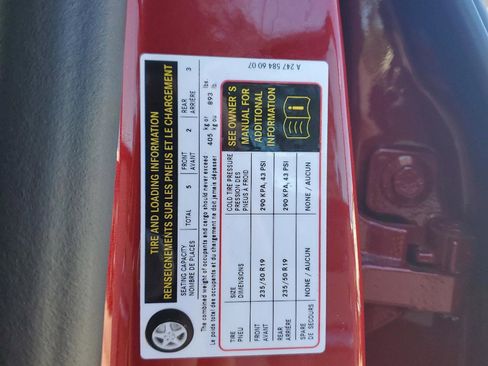 TIRE AND LOADING INFORMATION
RENSEIGNEMENTS SUR LES PNEUS ET LE CHARGEMENT
SEATING CAPACITY TOTAL 5 FRONT 2 REAR 3
NOMBRE DE PLACES AVANT ARRIÈRE
The combined weight of occupants and cargo should never exceed 405 kg or 893 lbs.
Le poids total des occupants et du chargement ne doit jamais dépasser kg ou lb
TIRE SIZE COLD TIRE PRESSURE
PNEU DIMENSIONS PRESSION DES
PNEUS À FROID
FRONT 235/50 R19 290 KPA, 43 PSI
AVANT
REAR 235/50 R19 290 KPA, 43 PSI
ARRIÈRE
SPARE NONE / AUCUN NONE / AUCUN
DE SECOURS
SEE OWNER´S
MANUAL FOR
ADDITIONAL
INFORMATION
A 247 584 60 07